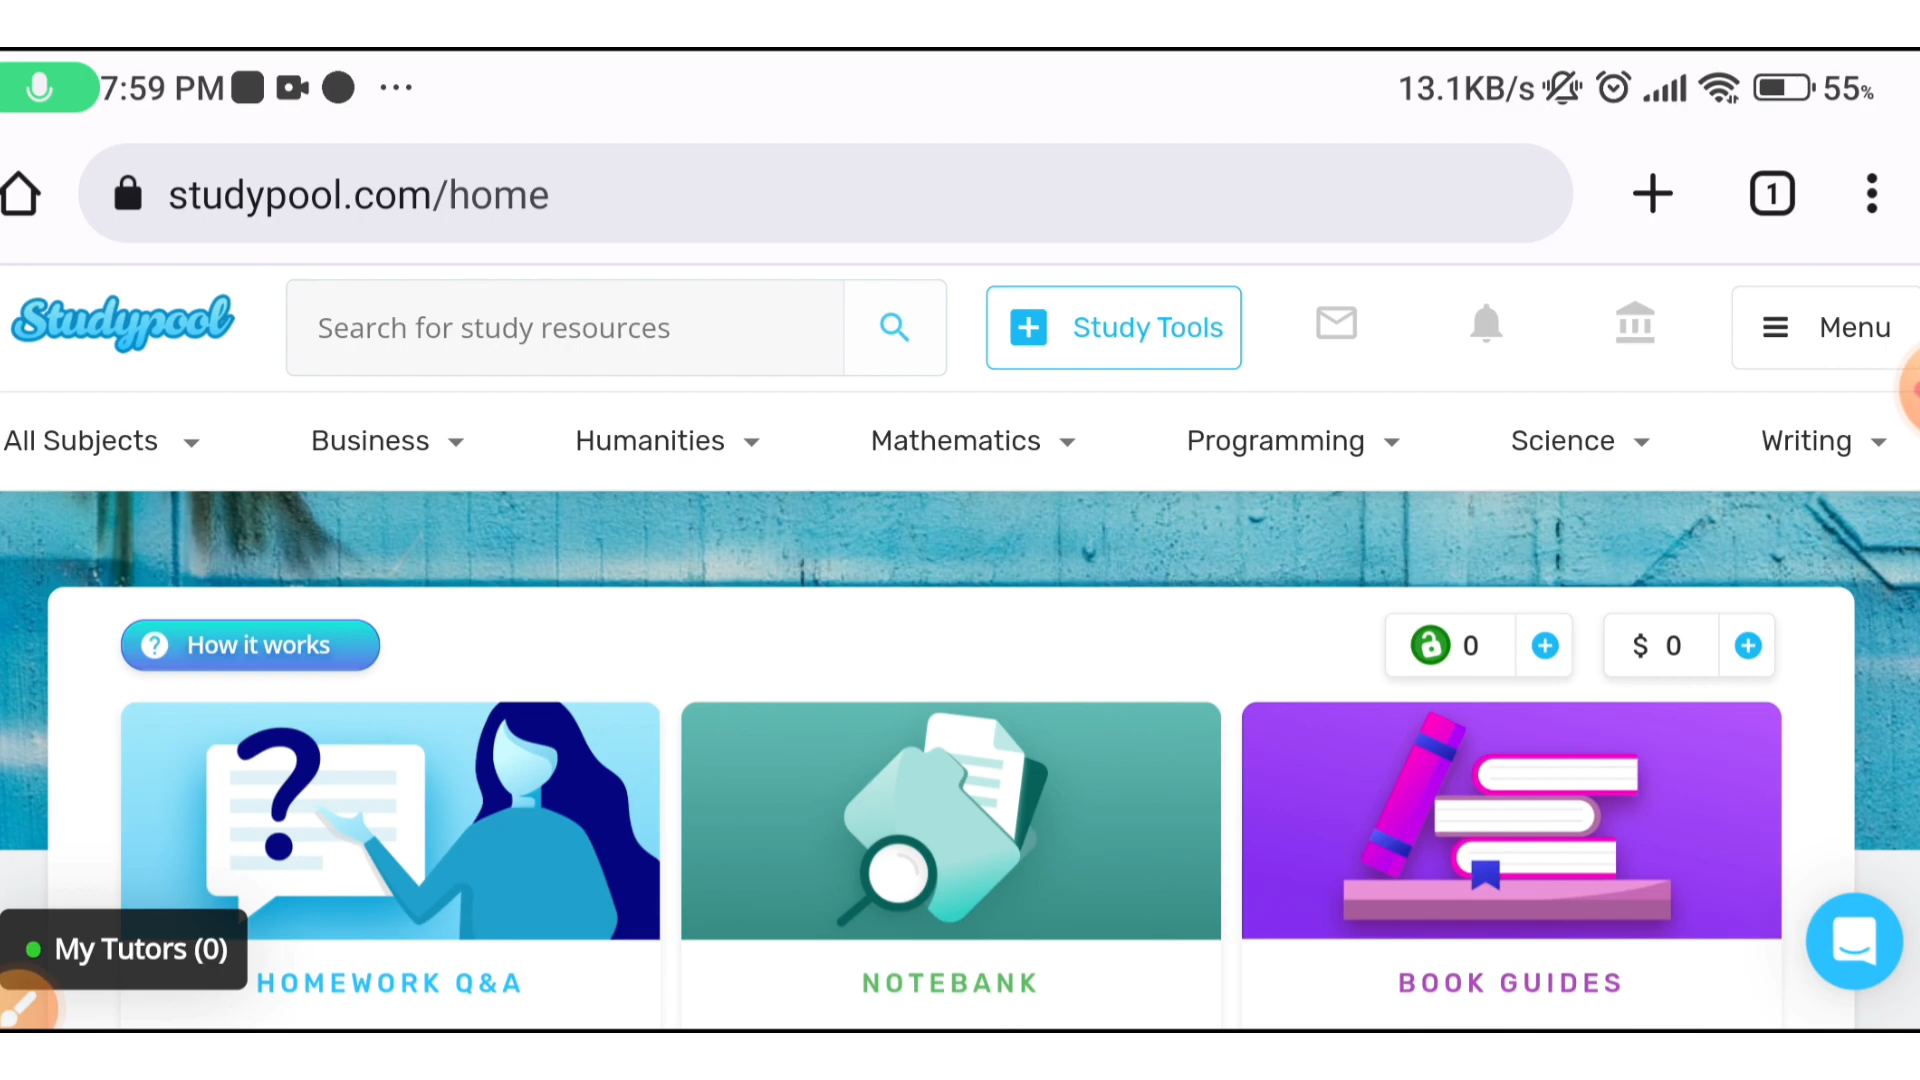 7:59 PM ... 13.1KB/s 55%
studypool.com/home 1
Studypool Search for study resources Study Tools Menu
All Subjects Business Humanities Mathematics Programming Science Writing
? How it works 0 $ 0
?
My Tutors (0)
HOMEWORK Q&A NOTEBANK BOOK GUIDES